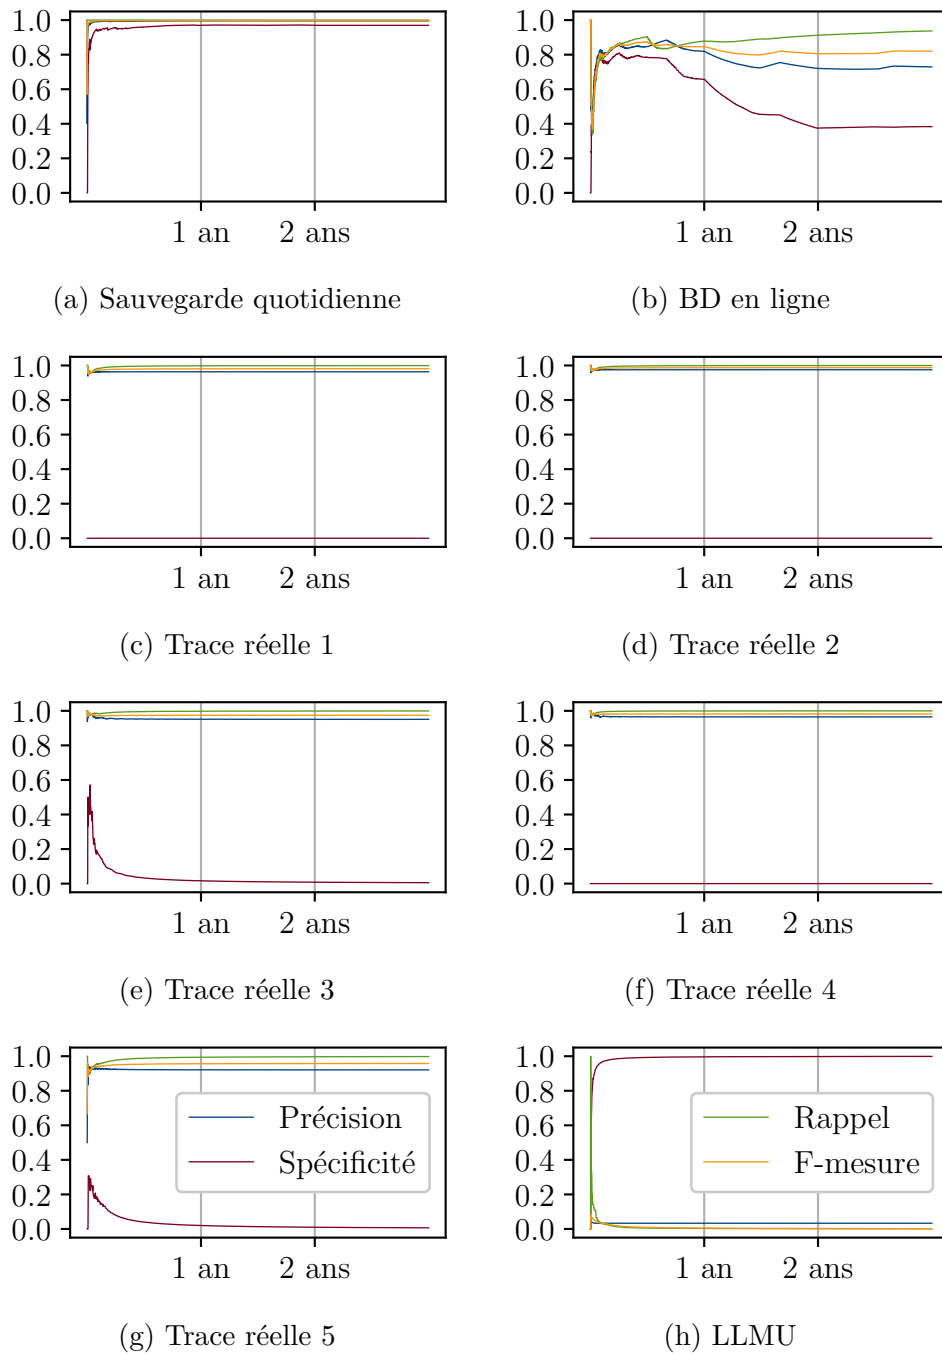 1.0
0.8
0.6
0.4
0.2
0.0
1 an 2 ans
(a) Sauvegarde quotidienne
1.0
0.8
0.6
0.4
0.2
0.0
1 an 2 ans
(b) BD en ligne
1.0
0.8
0.6
0.4
0.2
0.0
1 an 2 ans
(c) Trace réelle 1
1.0
0.8
0.6
0.4
0.2
0.0
1 an 2 ans
(d) Trace réelle 2
1.0
0.8
0.6
0.4
0.2
0.0
1 an 2 ans
(e) Trace réelle 3
1.0
0.8
0.6
0.4
0.2
0.0
1 an 2 ans
(f) Trace réelle 4
1.0
0.8
0.6
0.4
0.2
0.0
Précision
Spécificité
1 an 2 ans
(g) Trace réelle 5
1.0
0.8
0.6
0.4
0.2
0.0
Rappel
F-mesure
1 an 2 ans
(h) LLMU